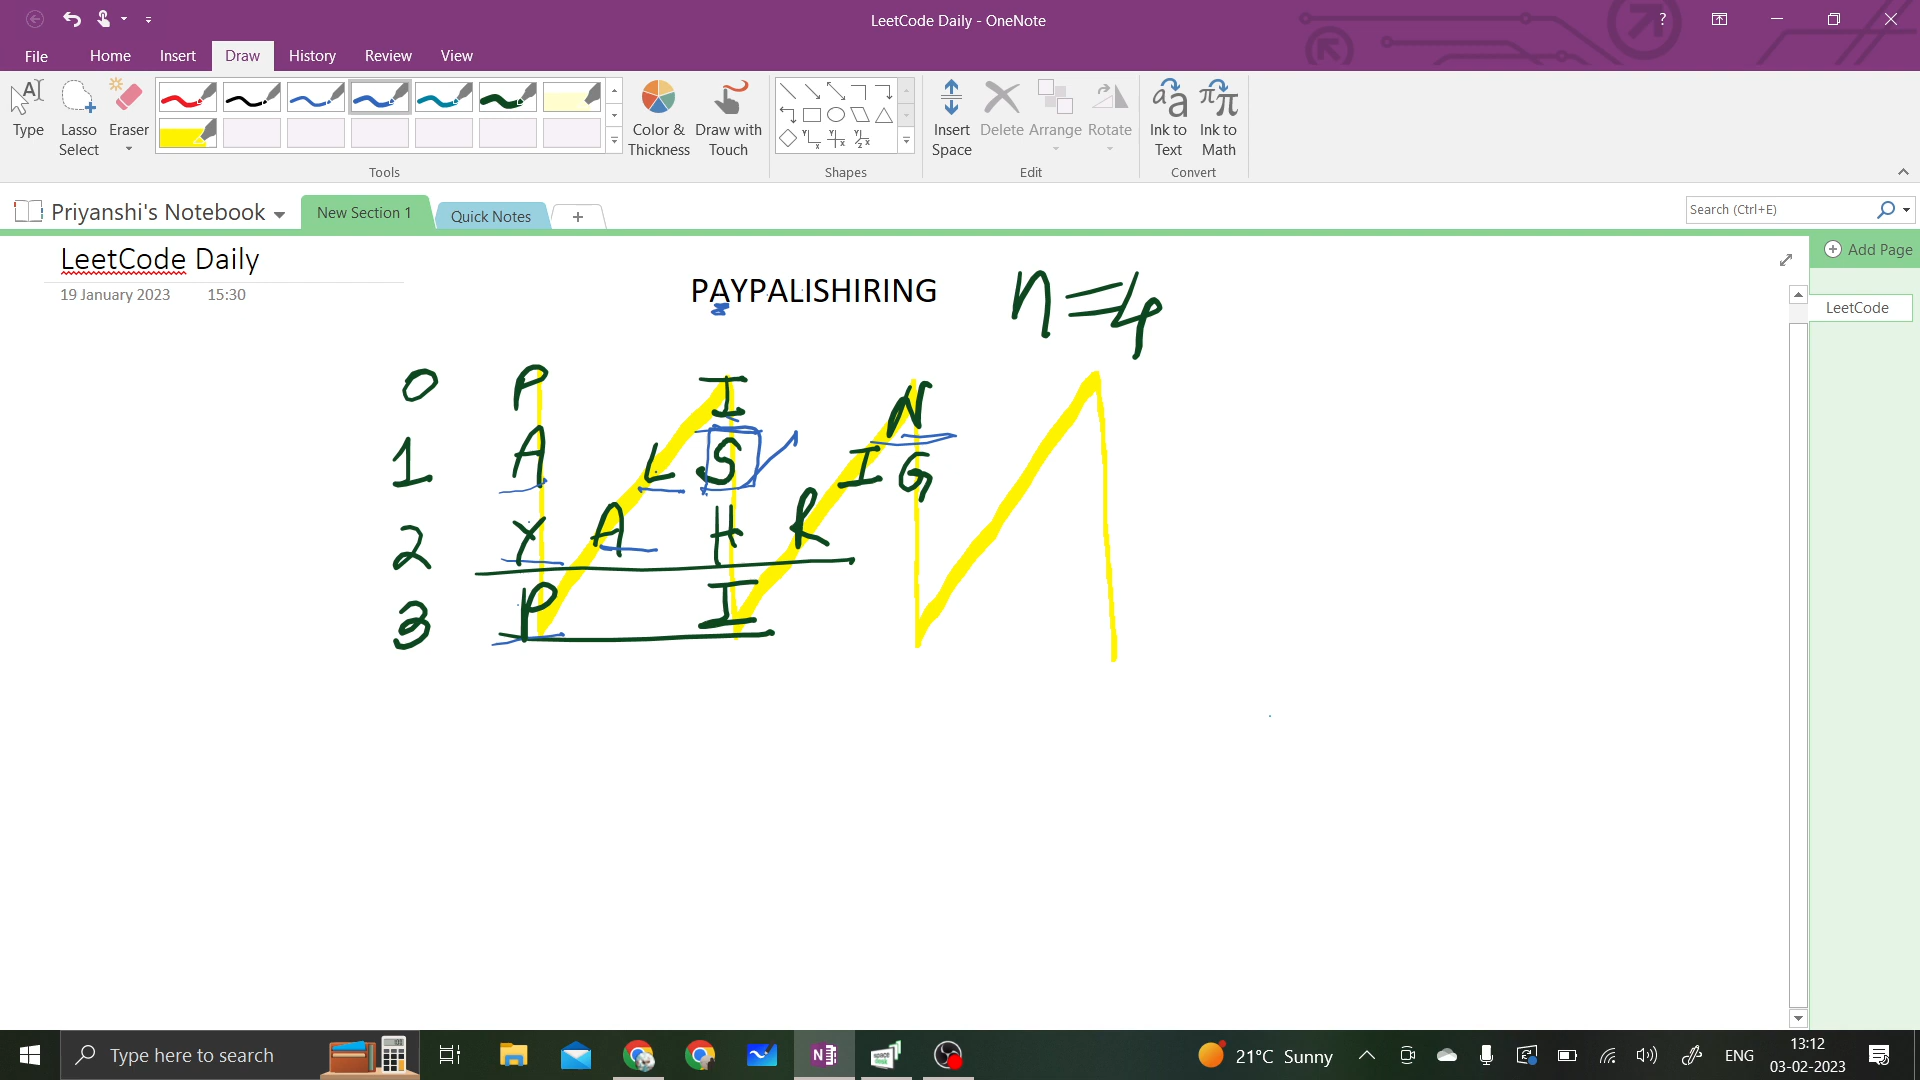 LeetCode Daily - OneNote
?
File Home Insert Draw History Review View
Type
Lasso Select
Eraser
Color & Thickness
Draw with Touch
Insert Space
Delete
Arrange
Rotate
Ink to Text
Ink to Math
Tools Shapes Edit Convert
Priyanshi's Notebook New Section 1 Quick Notes + Search (Ctrl+E)
LeetCode Daily
19 January 2023 15:30
Add Page
LeetCode
PAYPALISHIRING n=4
0 P I N
1 A L S I G
2 Y A H R
3 P I
Type here to search
21°C Sunny
ENG
13:12
03-02-2023